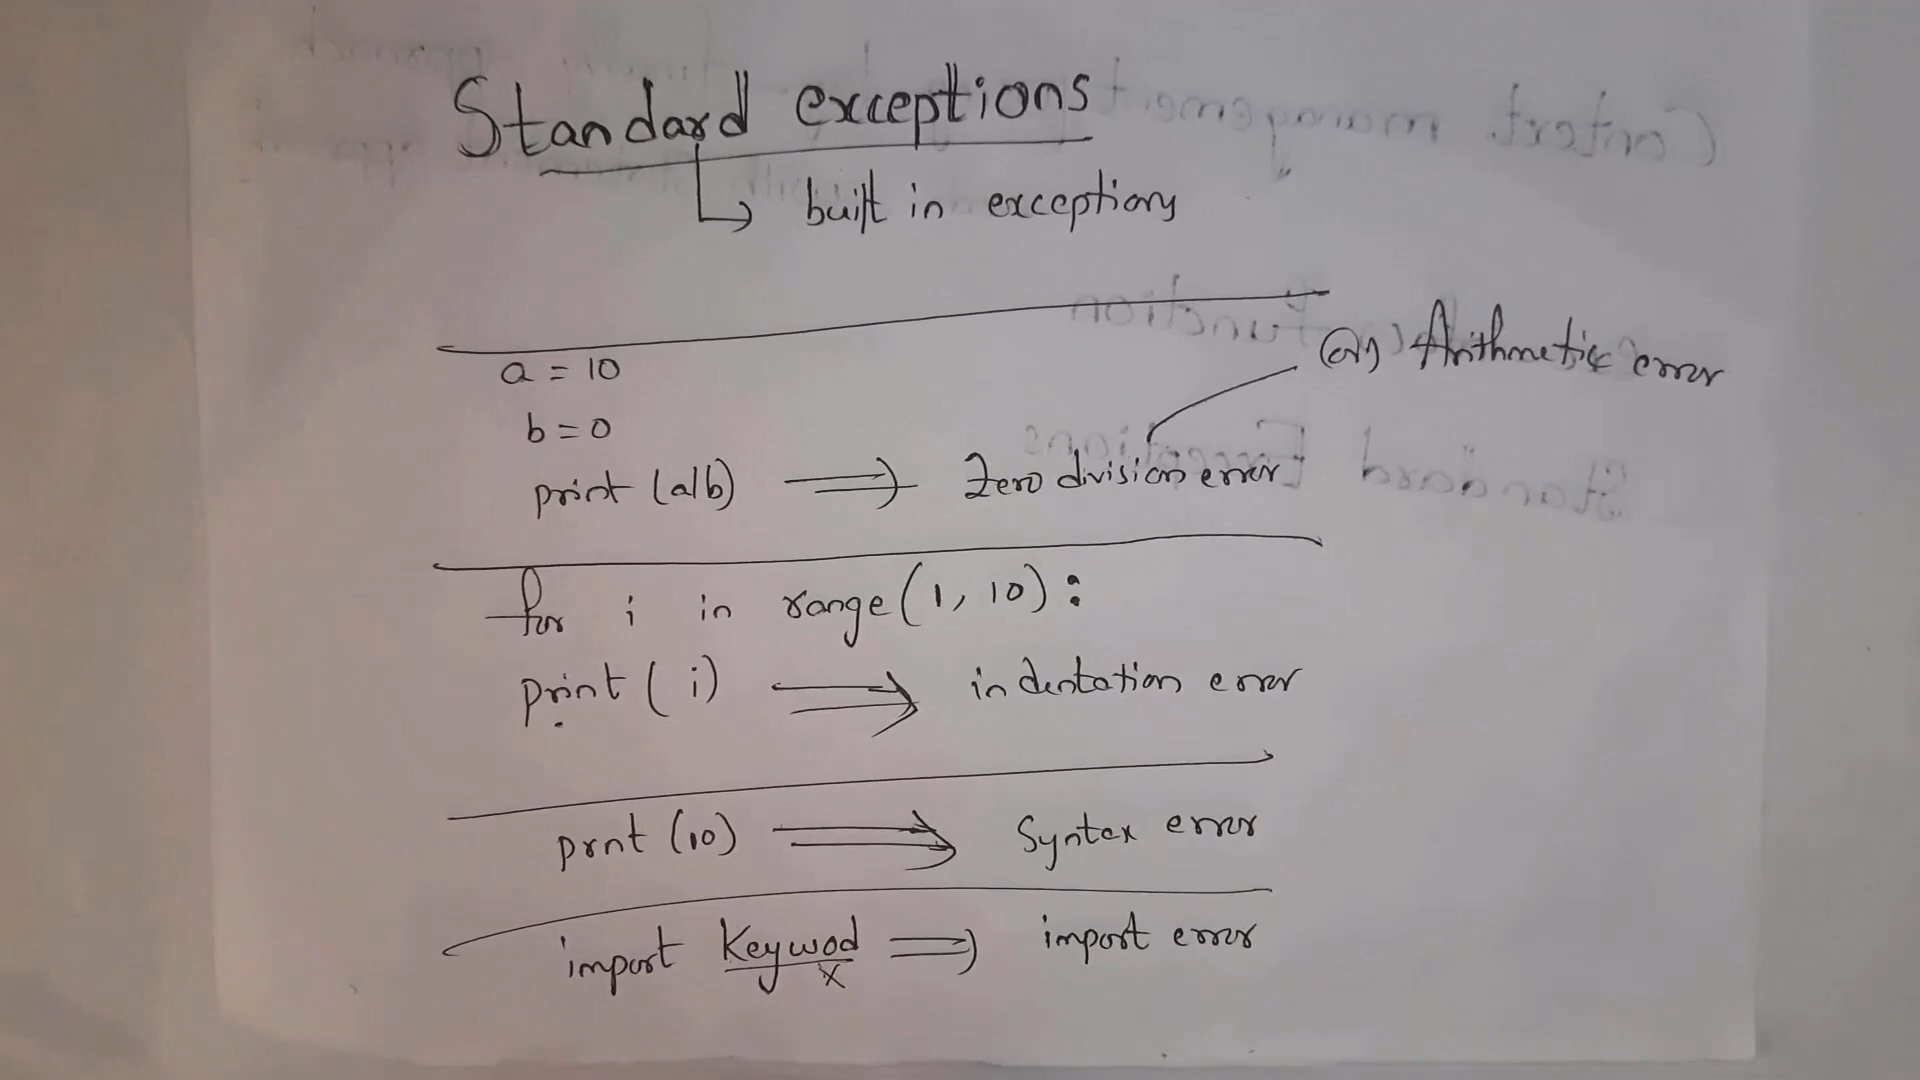 Standard exceptions
built in exceptions
a = 10
(or) Arithmetic error
b = 0
print (a/b) ⟹ Zero division error
for i in range (1, 10) :
print ( i) ⟹ indentation error
prnt (10) ⟹ Syntax error
import Keywod ⟹ import error
x